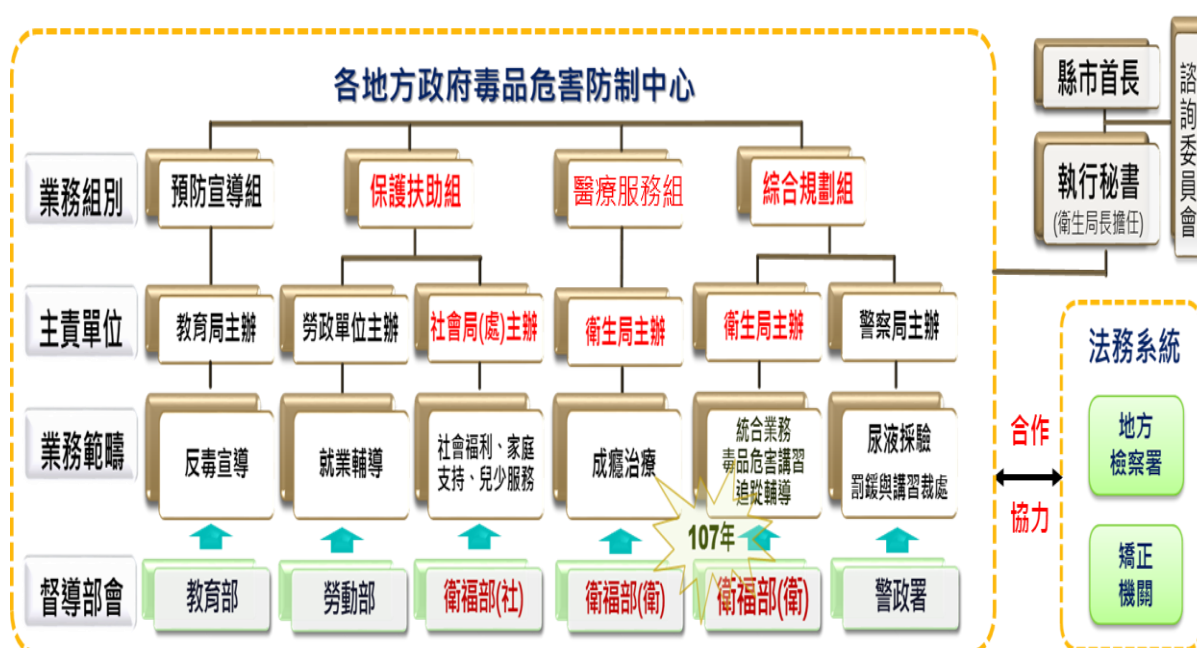 各地方政府毒品危害防制中心
縣市首長
執行秘書
(衛生局長擔任)
諮詢委員會
業務組別
預防宣導組
保護扶助組
醫療服務組
綜合規劃組
主責單位
教育局主辦
勞政單位主辦
社會局(處)主辦
衛生局主辦
衛生局主辦
警察局主辦
業務範疇
反毒宣導
就業輔導
社會福利、家庭
支持、兒少服務
成癮治療
統合業務
毒品危害講習
追蹤輔導
尿液採驗
罰鍰與講習裁處
107年
督導部會
教育部
勞動部
衛福部(社)
衛福部(衛)
衛福部(衛)
警政署
合作
協力
法務系統
地方
檢察署
矯正
機關